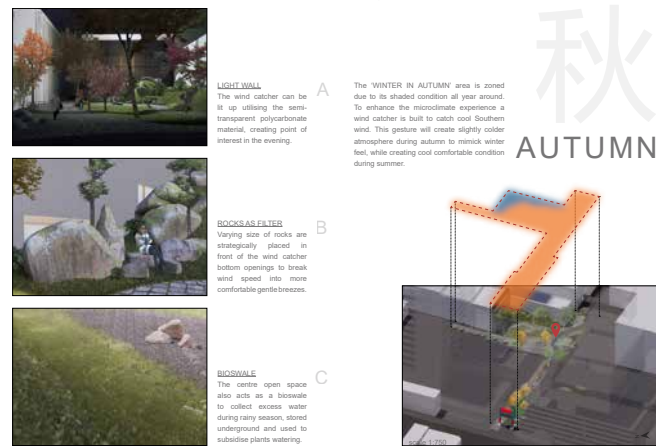 LIGHT WALL
The wind catcher can be
lit up utilising the semi-
transparent polycarbonate
material, creating point of
interest in the evening.
A
ROCKS AS FILTER
Varying size of rocks are
strategically placed in
front of the wind catcher
bottom openings to break
wind speed into more
comfortable gentle breezes.
B
BIOSWALE
The centre open space
also acts as a bioswale
to collect excess water
during rainy season, stored
underground and used to
subsidise plants watering.
C
The 'WINTER IN AUTUMN' area is zoned
due to its shaded condition all year around.
To enhance the microclimate experience a
wind catcher is built to catch cool Southern
wind. This gesture will create slightly colder
atmosphere during autumn to mimick winter
feel, while creating cool comfortable condition
during summer.
秋
AUTUMN
scale 1:750